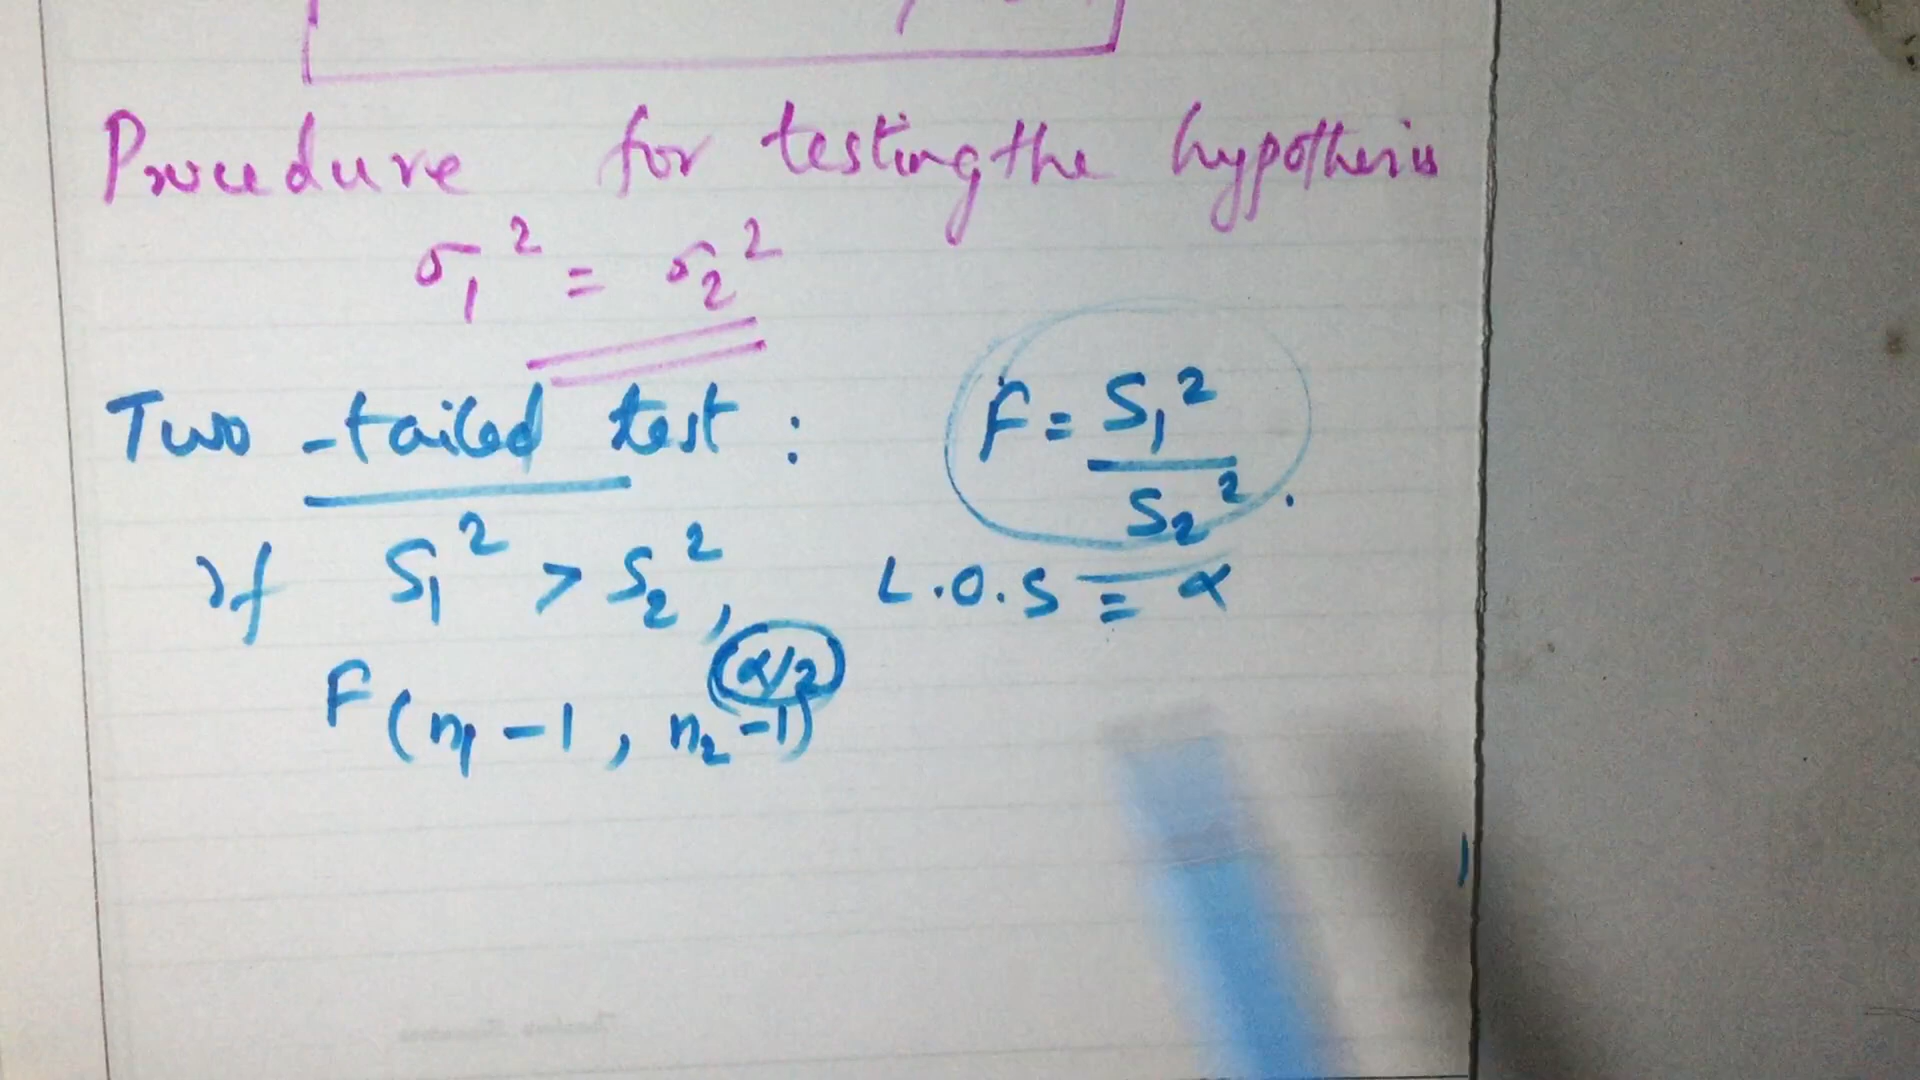 Procedure for testing the hypothesis
σ₁² = σ₂²
Two-tailed test : F = S₁² / S₂².
If S₁² > S₂², L.O.S = α
F(n₁-1, n₂-1) (α/2)